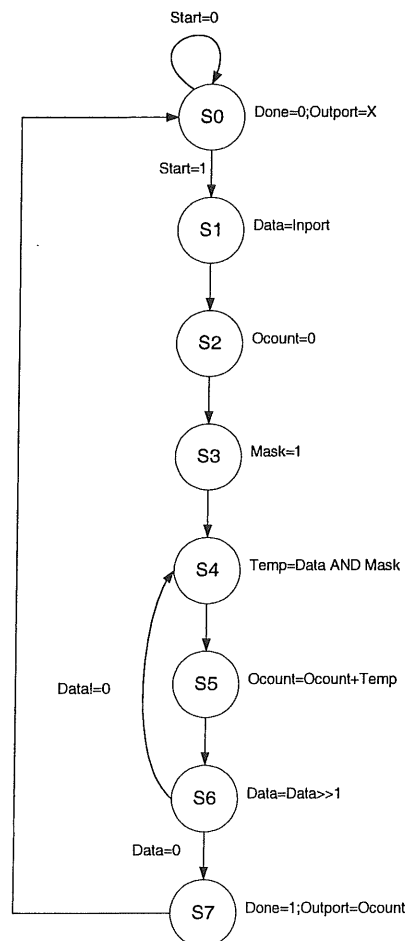 Start=0
S0
Done=0;Outport=X
Start=1
S1
Data=Inport
S2
Ocount=0
S3
Mask=1
S4
Temp=Data AND Mask
S5
Ocount=Ocount+Temp
Data!=0
S6
Data=Data>>1
Data=0
S7
Done=1;Outport=Ocount